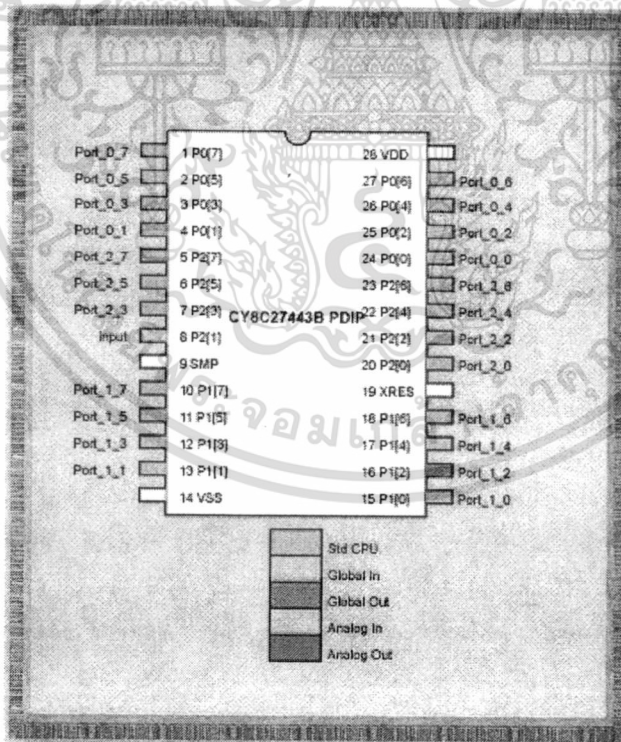 Port_0_7 1 P0[7] 28 VDD
Port_0_5 2 P0[5] 27 P0[6] Port_0_6
Port_0_3 3 P0[3] 26 P0[4] Port_0_4
Port_0_1 4 P0[1] 25 P0[2] Port_0_2
Port_2_7 5 P2[7] 24 P0[0] Port_0_0
Port_2_5 6 P2[5] 23 P2[6] Port_2_6
Port_2_3 7 P2[3] CY8C27443B PDIP 22 P2[4] Port_2_4
Input 8 P2[1] 21 P2[2] Port_2_2
9 SMP 20 P2[0] Port_2_0
Port_1_7 10 P1[7] 19 XRES
Port_1_5 11 P1[5] 18 P1[6] Port_1_6
Port_1_3 12 P1[3] 17 P1[4] Port_1_4
Port_1_1 13 P1[1] 16 P1[2] Port_1_2
14 VSS 15 P1[0] Port_1_0
Std CPU
Global In
Global Out
Analog In
Analog Out